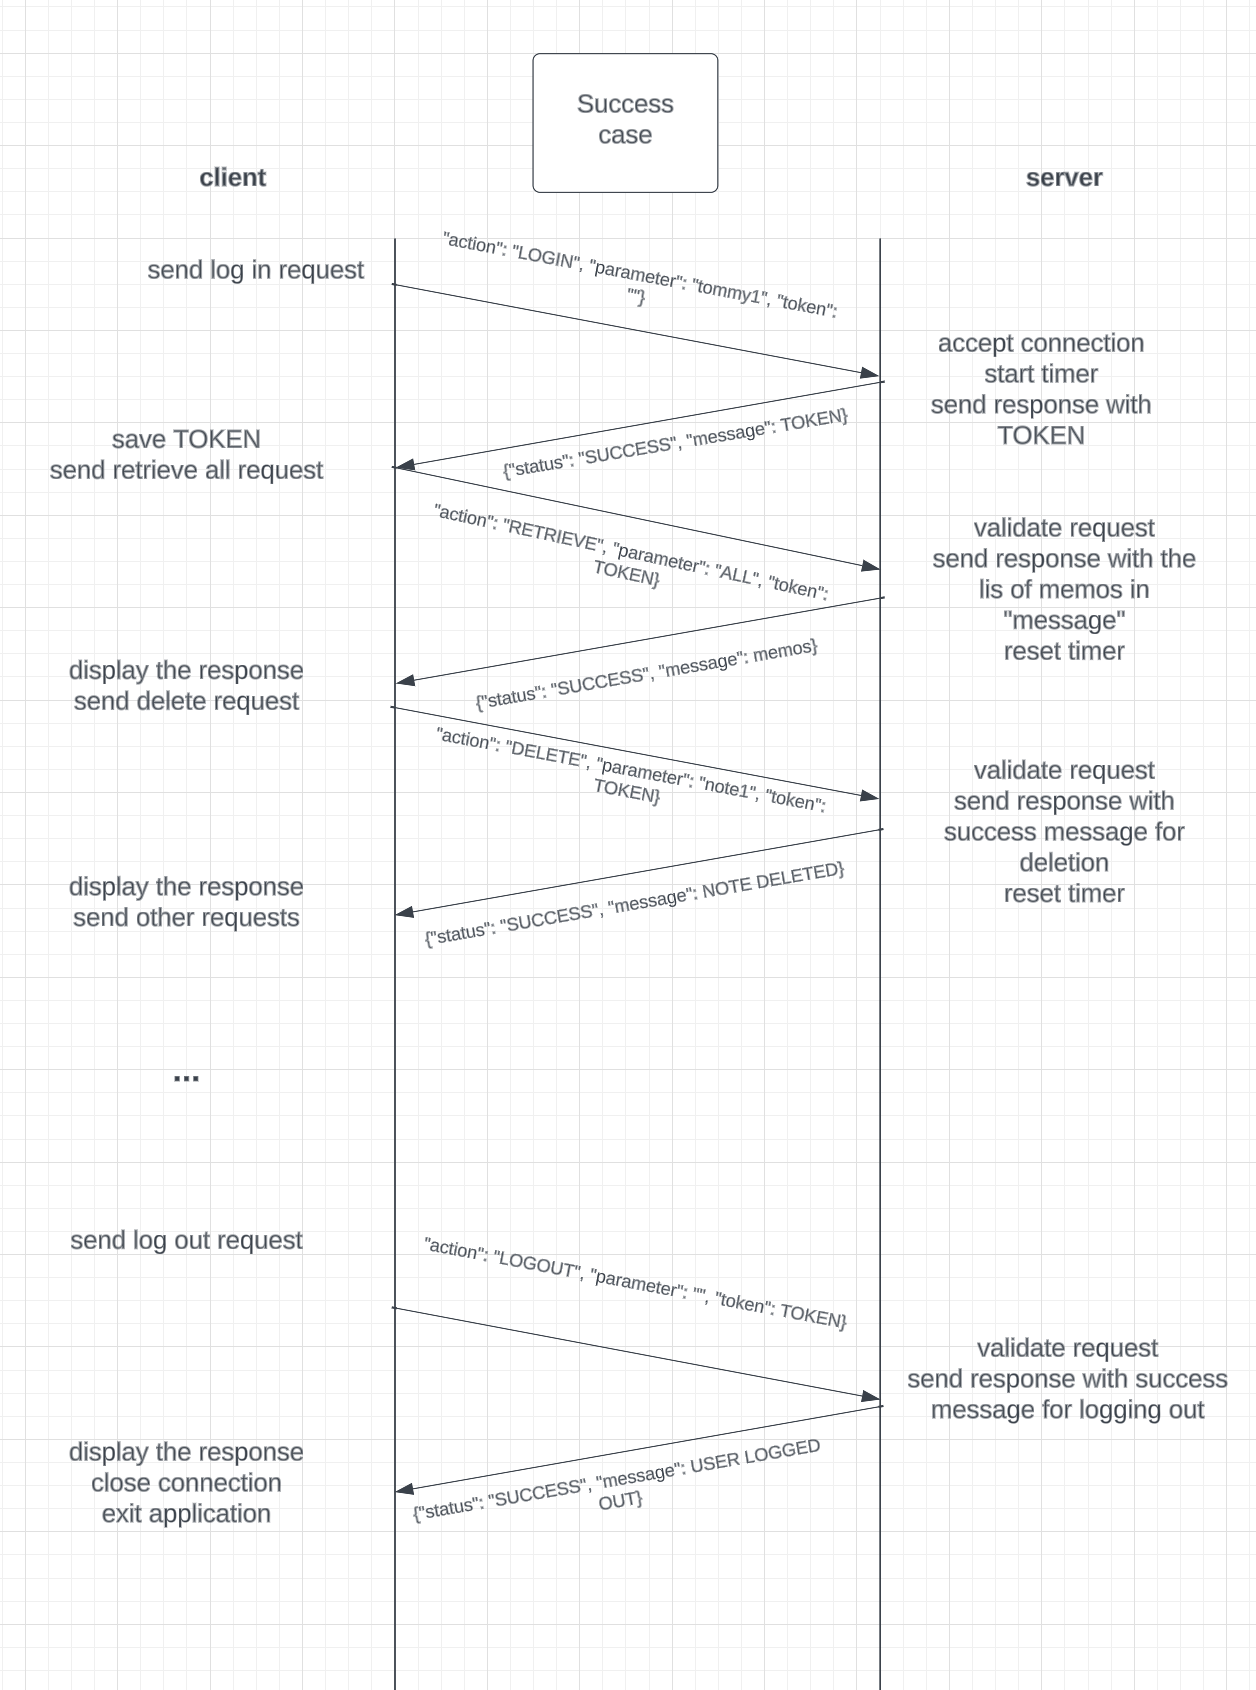 Success
case
client
server
send log in request
"action": "LOGIN", "parameter": "tommy1", "token":
""}
accept connection
start timer
send response with
TOKEN
{"status": "SUCCESS", "message": TOKEN}
save TOKEN
send retrieve all request
"action": "RETRIEVE", "parameter": "ALL", "token":
TOKEN}
validate request
send response with the
lis of memos in
"message"
reset timer
{"status": "SUCCESS", "message": memos}
display the response
send delete request
"action": "DELETE", "parameter": "note1", "token":
TOKEN}
validate request
send response with
success message for
deletion
reset timer
{"status": "SUCCESS", "message": NOTE DELETED}
display the response
send other requests
...
send log out request
"action": "LOGOUT", "parameter": "", "token": TOKEN}
validate request
send response with success
message for logging out
{"status": "SUCCESS", "message": USER LOGGED
OUT}
display the response
close connection
exit application